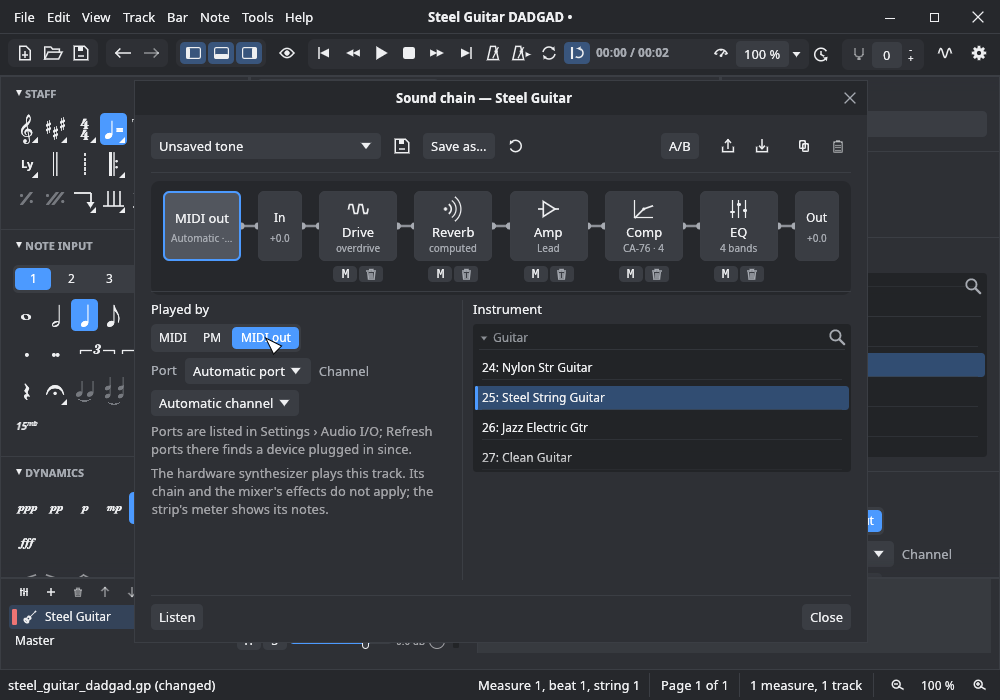 File Edit View Track Bar Note Tools Help
Steel Guitar DADGAD •
00:00 / 00:02
100 %
0
STAFF
Sound chain — Steel Guitar
Unsaved tone
Save as...
A/B
Ly
MIDI out
Automatic ·...
In
+0.0
Drive
overdrive
Reverb
computed
Amp
Lead
Comp
CA-76 · 4
EQ
4 bands
Out
+0.0
M
M
M
M
M
NOTE INPUT
1 2 3
3
15mb
Played by
MIDI PM MIDI out
Port Automatic port Channel
Automatic channel
Ports are listed in Settings › Audio I/O; Refresh
ports there finds a device plugged in since.
The hardware synthesizer plays this track. Its
chain and the mixer's effects do not apply; the
strip's meter shows its notes.
Instrument
Guitar
24: Nylon Str Guitar
25: Steel String Guitar
26: Jazz Electric Gtr
27: Clean Guitar
DYNAMICS
ppp pp p mp
fff
Channel
Listen
Close
Steel Guitar
Master
steel_guitar_dadgad.gp (changed)
Measure 1, beat 1, string 1
Page 1 of 1
1 measure, 1 track
100 %